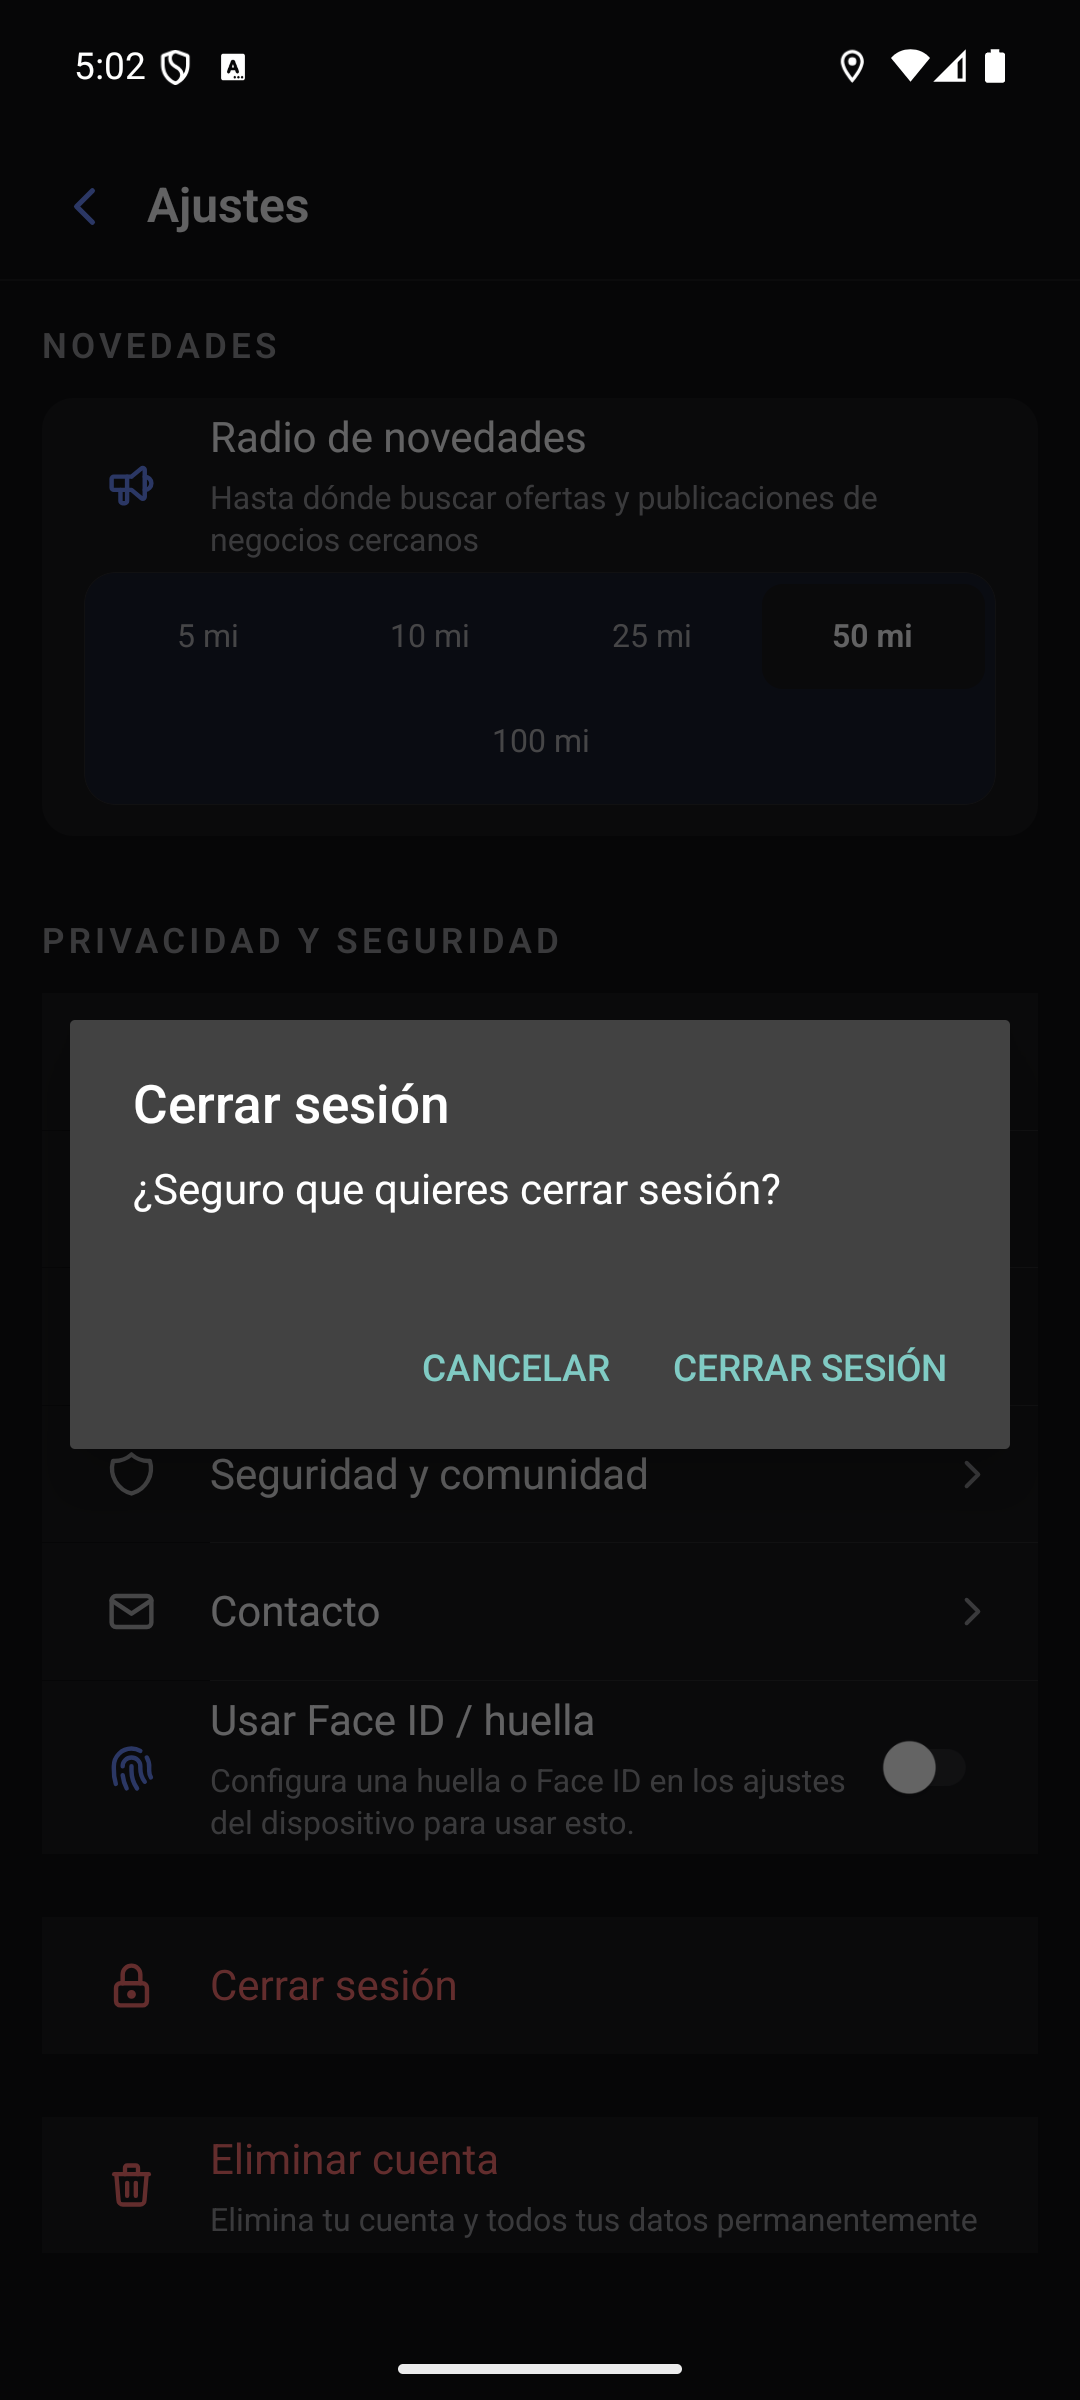 5:02
Ajustes
NOVEDADES
Radio de novedades
Hasta dónde buscar ofertas y publicaciones de
negocios cercanos
5 mi 10 mi 25 mi 50 mi
100 mi
PRIVACIDAD Y SEGURIDAD
Cerrar sesión
¿Seguro que quieres cerrar sesión?
CANCELAR CERRAR SESIÓN
Seguridad y comunidad
Contacto
Usar Face ID / huella
Configura una huella o Face ID en los ajustes
del dispositivo para usar esto.
Cerrar sesión
Eliminar cuenta
Elimina tu cuenta y todos tus datos permanentemente